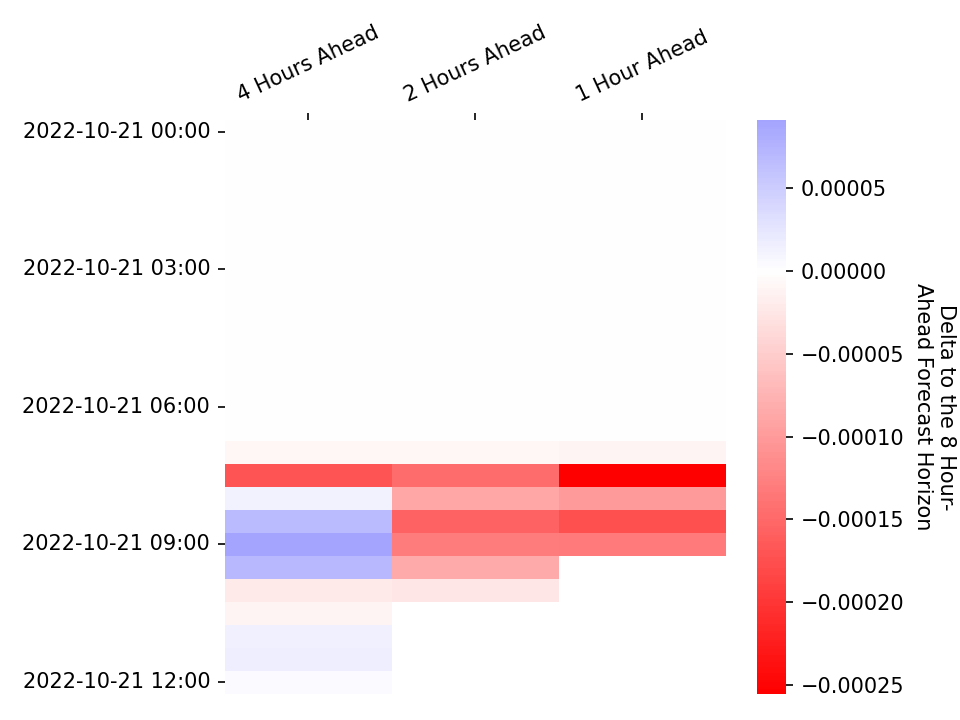 4 Hours Ahead
2 Hours Ahead
1 Hour Ahead
2022-10-21 00:00
2022-10-21 03:00
2022-10-21 06:00
2022-10-21 09:00
2022-10-21 12:00
0.00005
0.00000
−0.00005
−0.00010
−0.00015
−0.00020
−0.00025
Delta to the 8 Hour-
Ahead Forecast Horizon